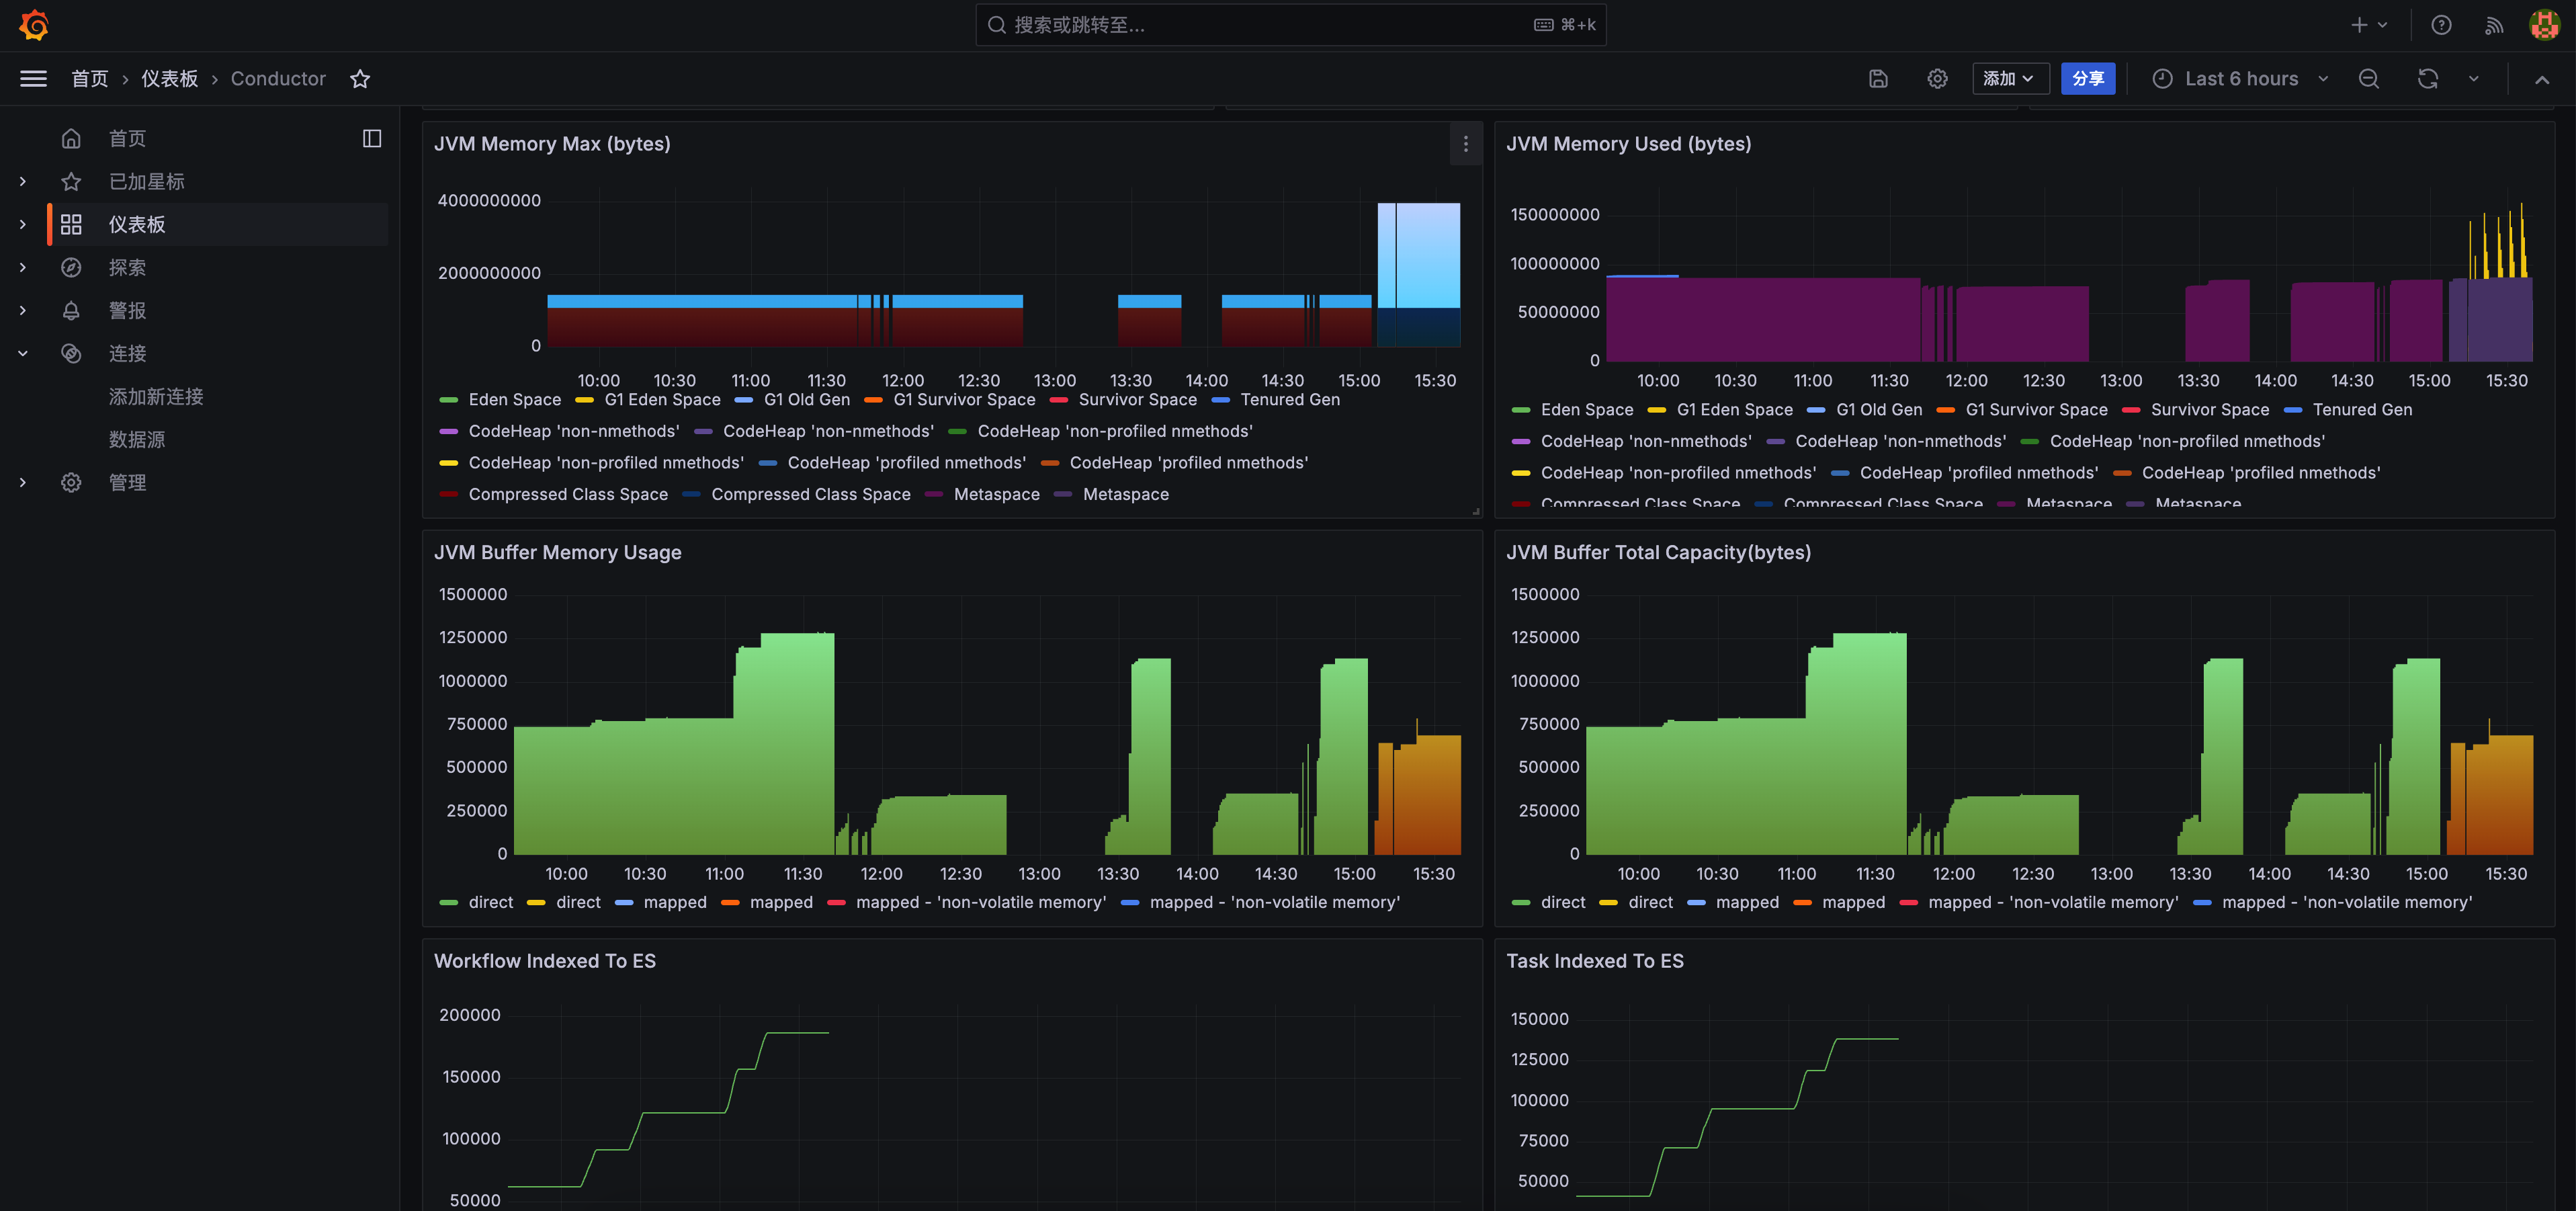 搜索或跳转至...
⌘+k
首页 › 仪表板 › Conductor
添加
分享
Last 6 hours
首页
已加星标
仪表板
探索
警报
连接
添加新连接
数据源
管理
JVM Memory Max (bytes)
4000000000
2000000000
0
10:00 10:30 11:00 11:30 12:00 12:30 13:00 13:30 14:00 14:30 15:00 15:30
Eden Space G1 Eden Space G1 Old Gen G1 Survivor Space Survivor Space Tenured Gen
CodeHeap 'non-nmethods' CodeHeap 'non-nmethods' CodeHeap 'non-profiled nmethods'
CodeHeap 'non-profiled nmethods' CodeHeap 'profiled nmethods' CodeHeap 'profiled nmethods'
Compressed Class Space Compressed Class Space Metaspace Metaspace
JVM Memory Used (bytes)
150000000
100000000
50000000
0
10:00 10:30 11:00 11:30 12:00 12:30 13:00 13:30 14:00 14:30 15:00 15:30
Eden Space G1 Eden Space G1 Old Gen G1 Survivor Space Survivor Space Tenured Gen
CodeHeap 'non-nmethods' CodeHeap 'non-nmethods' CodeHeap 'non-profiled nmethods'
CodeHeap 'non-profiled nmethods' CodeHeap 'profiled nmethods' CodeHeap 'profiled nmethods'
Compressed Class Space Compressed Class Space Metaspace Metaspace
JVM Buffer Memory Usage
1500000
1250000
1000000
750000
500000
250000
0
10:00 10:30 11:00 11:30 12:00 12:30 13:00 13:30 14:00 14:30 15:00 15:30
direct direct mapped mapped mapped - 'non-volatile memory' mapped - 'non-volatile memory'
JVM Buffer Total Capacity(bytes)
1500000
1250000
1000000
750000
500000
250000
0
10:00 10:30 11:00 11:30 12:00 12:30 13:00 13:30 14:00 14:30 15:00 15:30
direct direct mapped mapped mapped - 'non-volatile memory' mapped - 'non-volatile memory'
Workflow Indexed To ES
200000
150000
100000
50000
Task Indexed To ES
150000
125000
100000
75000
50000